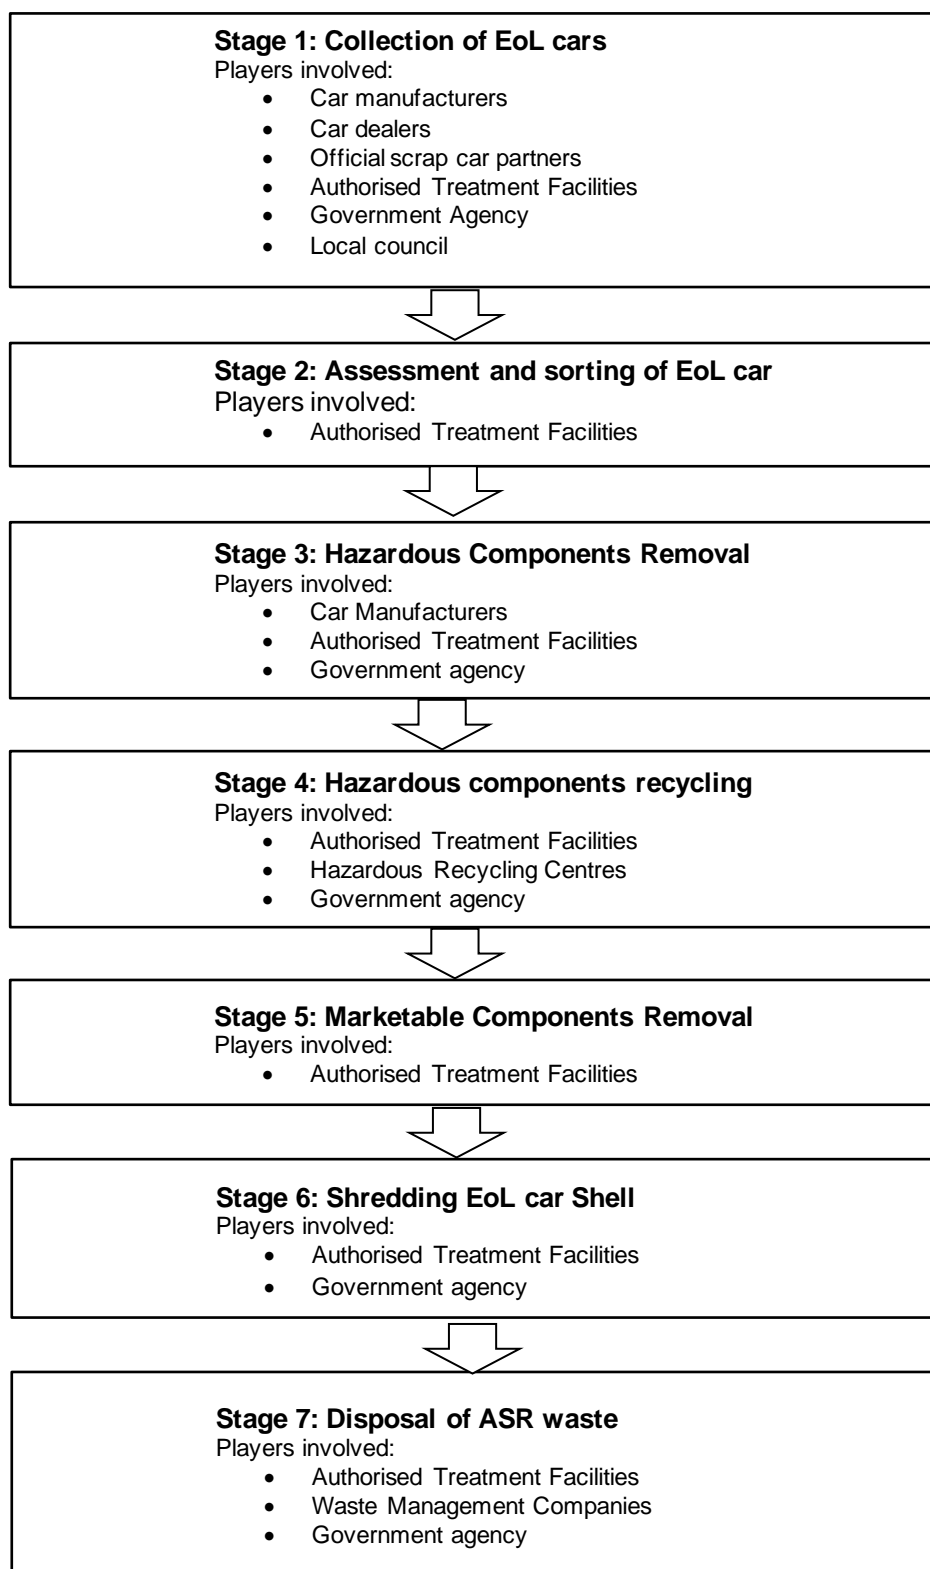 Stage 1: Collection of EoL cars
Players involved:
• Car manufacturers
• Car dealers
• Official scrap car partners
• Authorised Treatment Facilities
• Government Agency
• Local council
Stage 2: Assessment and sorting of EoL car
Players involved:
• Authorised Treatment Facilities
Stage 3: Hazardous Components Removal
Players involved:
• Car Manufacturers
• Authorised Treatment Facilities
• Government agency
Stage 4: Hazardous components recycling
Players involved:
• Authorised Treatment Facilities
• Hazardous Recycling Centres
• Government agency
Stage 5: Marketable Components Removal
Players involved:
• Authorised Treatment Facilities
Stage 6: Shredding EoL car Shell
Players involved:
• Authorised Treatment Facilities
• Government agency
Stage 7: Disposal of ASR waste
Players involved:
• Authorised Treatment Facilities
• Waste Management Companies
• Government agency